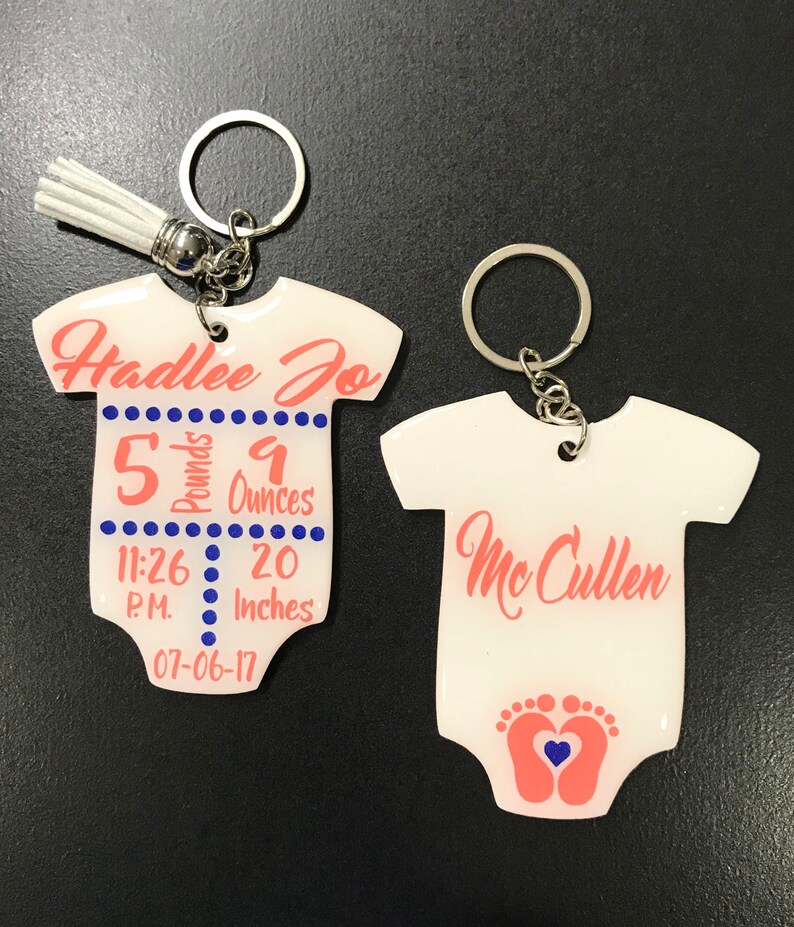 Hadlee Jo
5 Pounds 9 Ounces
11:26 P.M.
20 Inches
07-06-17
McCullen